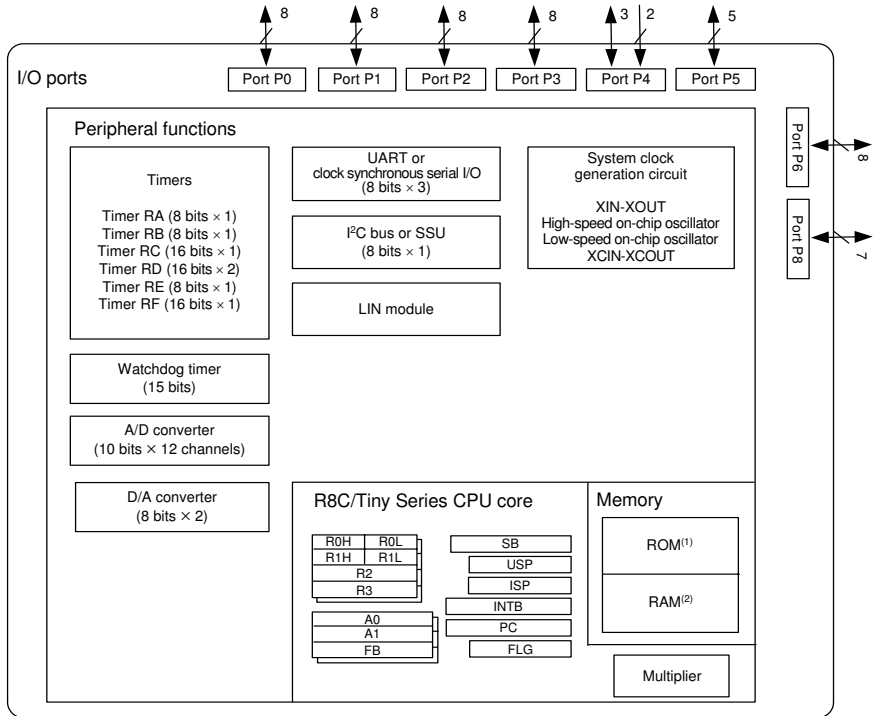 8 8 8 8 3 2 5
I/O ports
Port P0 Port P1 Port P2 Port P3 Port P4 Port P5
Port P6
8
Port P8
7
Peripheral functions
Timers
Timer RA (8 bits × 1)
Timer RB (8 bits × 1)
Timer RC (16 bits × 1)
Timer RD (16 bits × 2)
Timer RE (8 bits × 1)
Timer RF (16 bits × 1)
UART or
clock synchronous serial I/O
(8 bits × 3)
I²C bus or SSU
(8 bits × 1)
LIN module
System clock
generation circuit
XIN-XOUT
High-speed on-chip oscillator
Low-speed on-chip oscillator
XCIN-XCOUT
Watchdog timer
(15 bits)
A/D converter
(10 bits × 12 channels)
D/A converter
(8 bits × 2)
R8C/Tiny Series CPU core
R0H R0L
R1H R1L
R2
R3
A0
A1
FB
SB
USP
ISP
INTB
PC
FLG
Memory
ROM(1)
RAM(2)
Multiplier